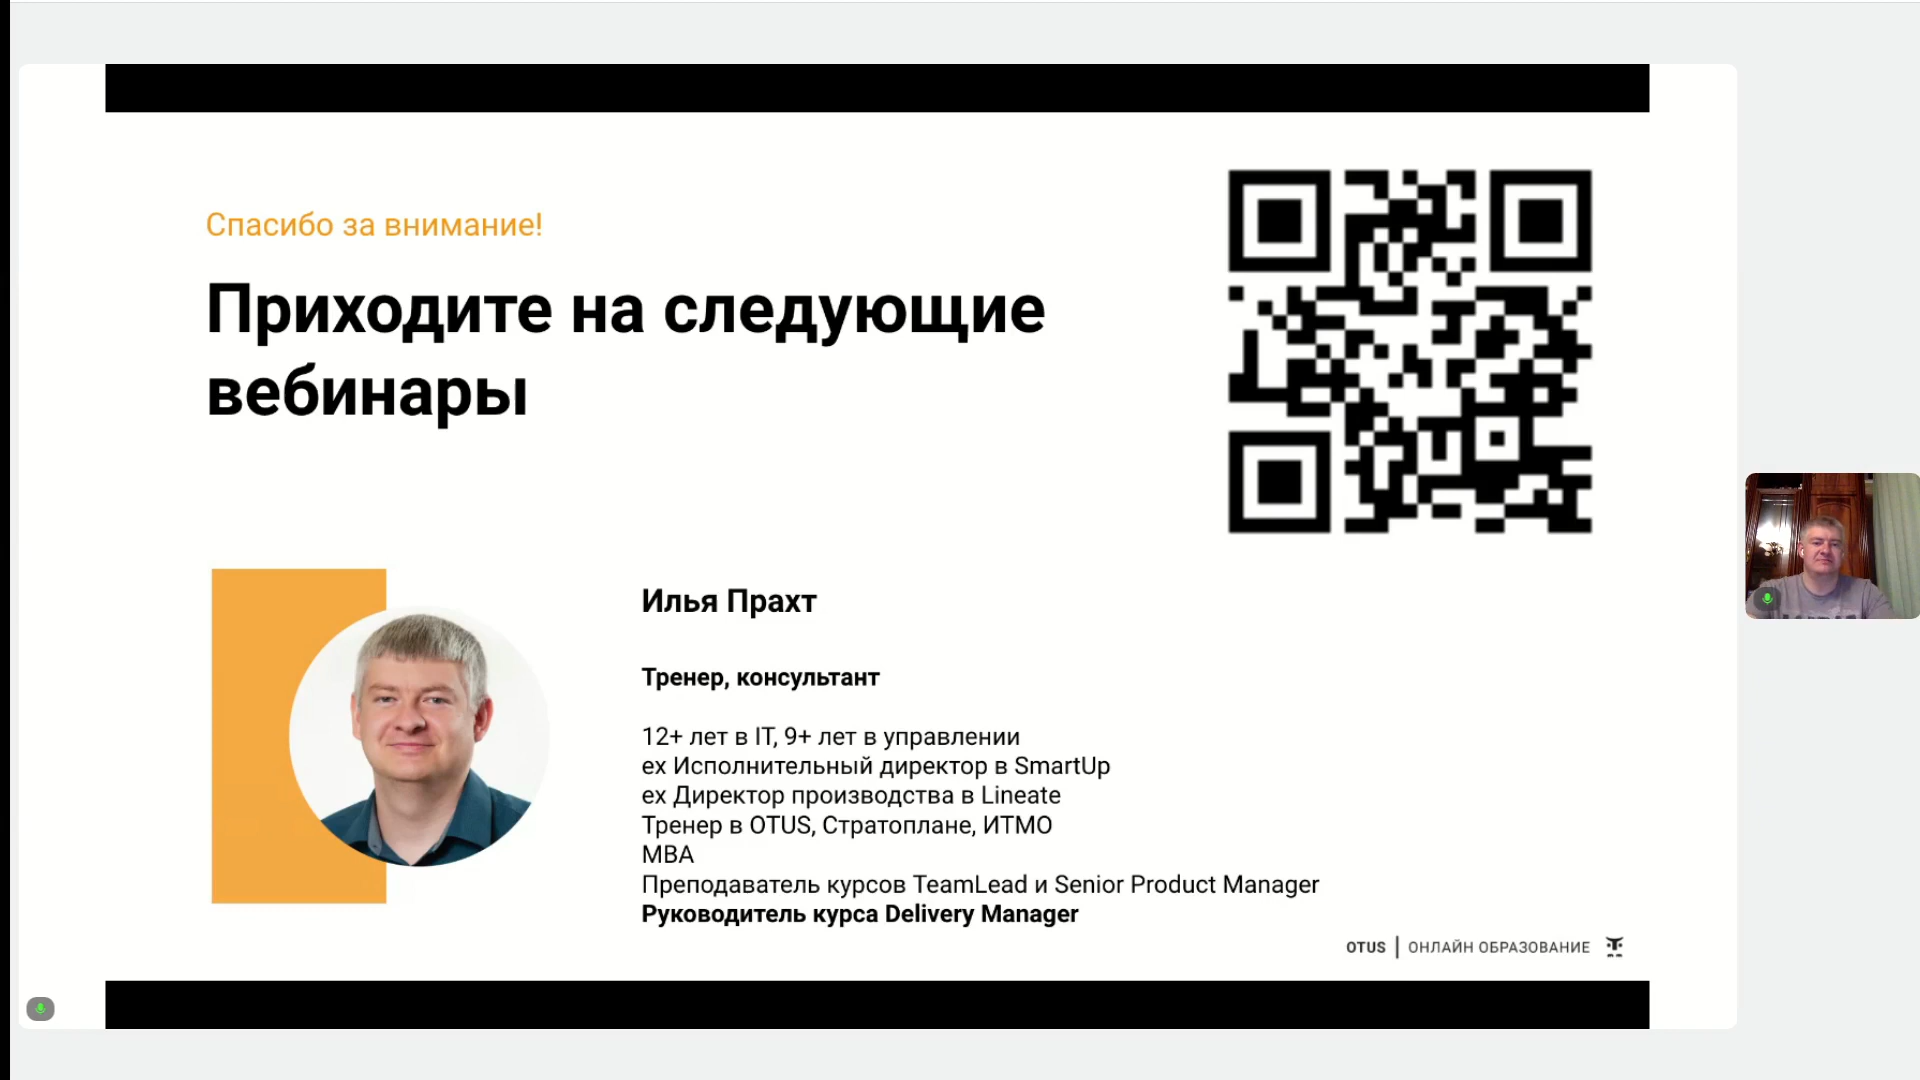 Спасибо за внимание!
Приходите на следующие
вебинары
Илья Прахт
Тренер, консультант
12+ лет в IT, 9+ лет в управлении
ex Исполнительный директор в SmartUp
ex Директор производства в Lineate
Тренер в OTUS, Стратоплане, ИТМО
MBA
Преподаватель курсов TeamLead и Senior Product Manager
Руководитель курса Delivery Manager
OTUS | ОНЛАЙН ОБРАЗОВАНИЕ